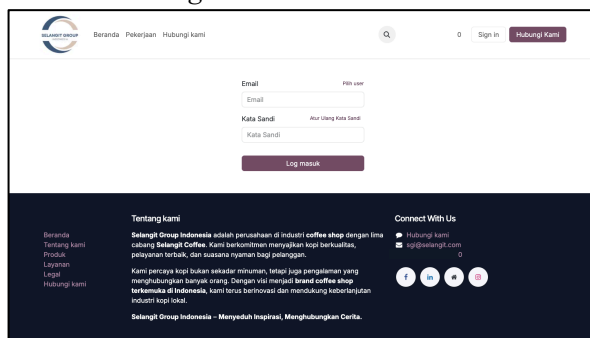 SELANGIT GROUP
INDONESIA
Beranda Pekerjaan Hubungi kami
0 Sign in Hubungi Kami
Email Pilih user
Email
Kata Sandi Atur Ulang Kata Sandi
Kata Sandi
Log masuk
Beranda
Tentang kami
Produk
Layanan
Legal
Hubungi kami
Tentang kami
Selangit Group Indonesia adalah perusahaan di industri coffee shop dengan lima
cabang Selangit Coffee. Kami berkomitmen menyajikan kopi berkualitas,
pelayanan terbaik, dan suasana nyaman bagi pelanggan.
Kami percaya kopi bukan sekadar minuman, tetapi juga pengalaman yang
menghubungkan banyak orang. Dengan visi menjadi brand coffee shop
terkemuka di Indonesia, kami terus berinovasi dan mendukung keberlanjutan
industri kopi lokal.
Selangit Group Indonesia – Menyeduh Inspirasi, Menghubungkan Cerita.
Connect With Us
Hubungi kami
sgi@selangit.com
0